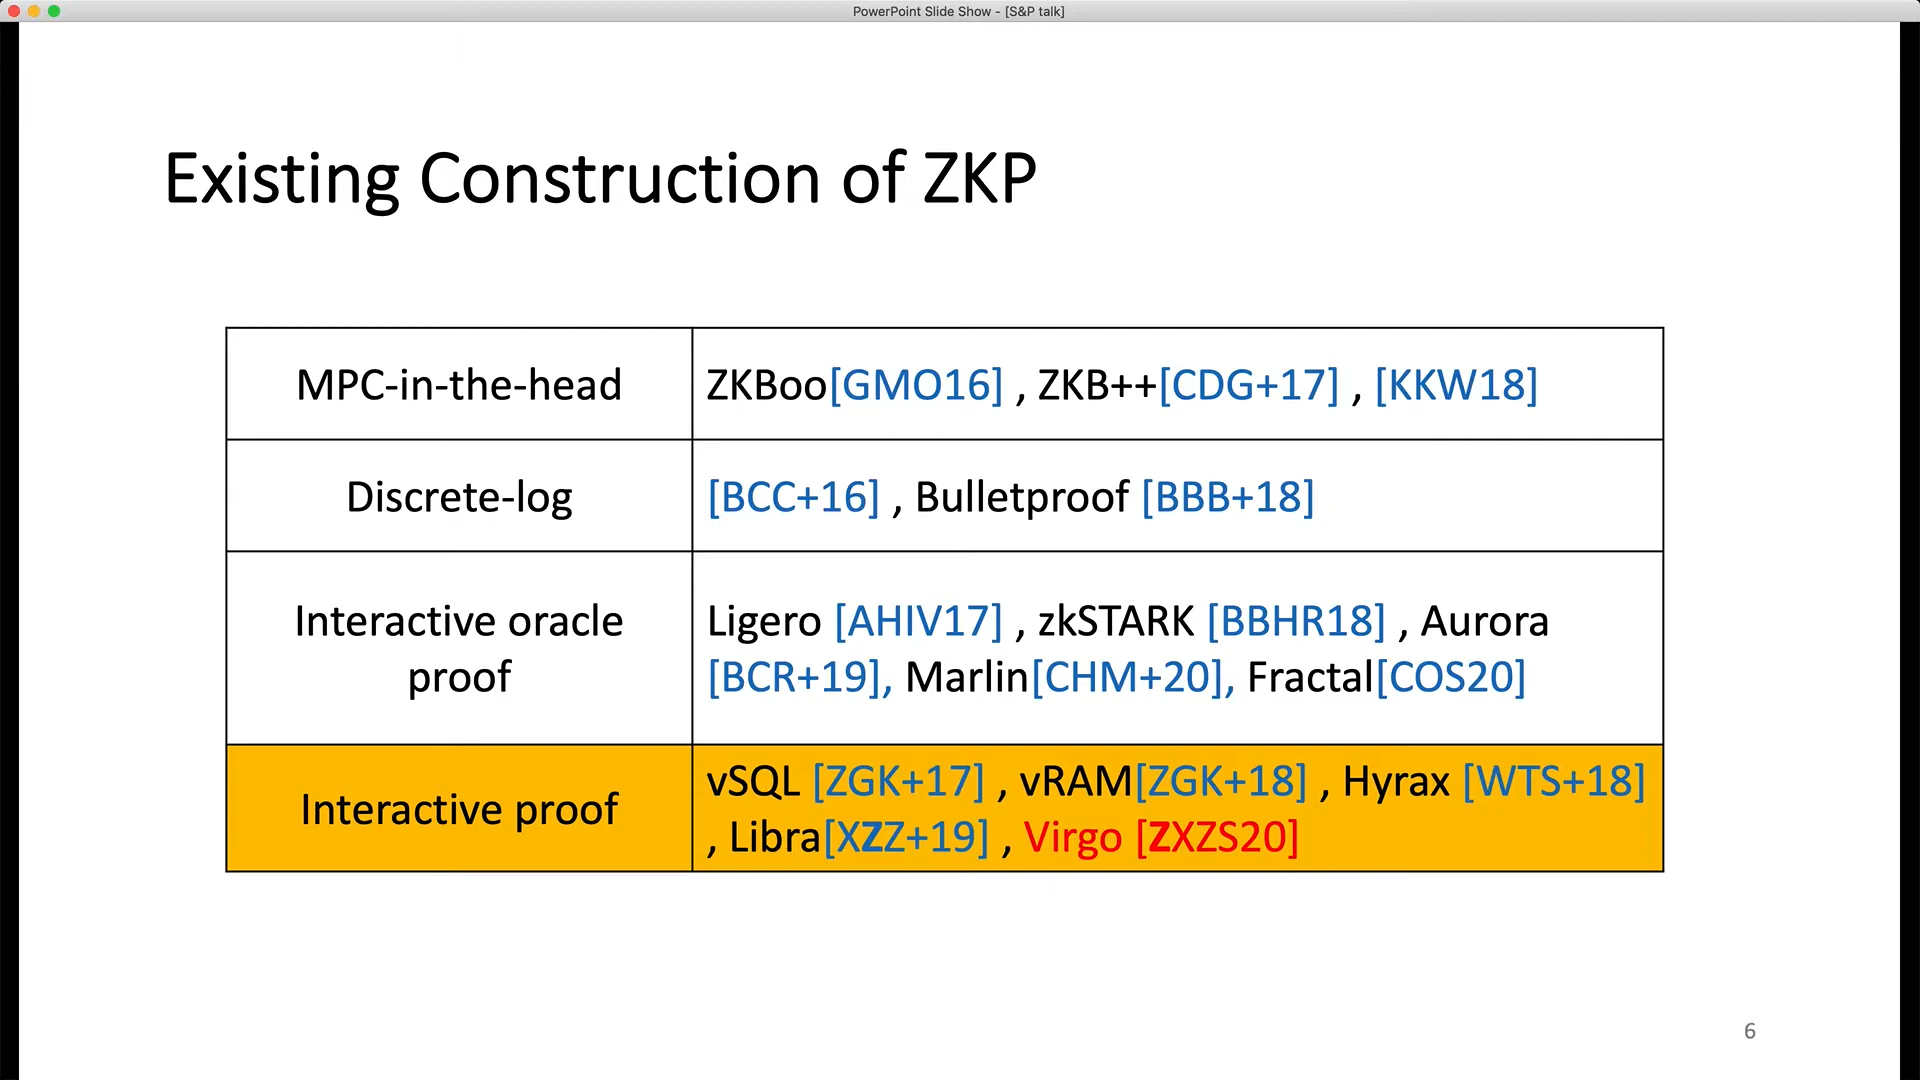 PowerPoint Slide Show - [S&P talk]
Existing Construction of ZKP
MPC-in-the-head
ZKBoo[GMO16] , ZKB++[CDG+17] , [KKW18]
Discrete-log
[BCC+16] , Bulletproof [BBB+18]
Interactive oracle
proof
Ligero [AHIV17] , zkSTARK [BBHR18] , Aurora
[BCR+19], Marlin[CHM+20], Fractal[COS20]
Interactive proof
vSQL [ZGK+17] , vRAM[ZGK+18] , Hyrax [WTS+18]
, Libra[XZZ+19] , Virgo [ZXZS20]
6